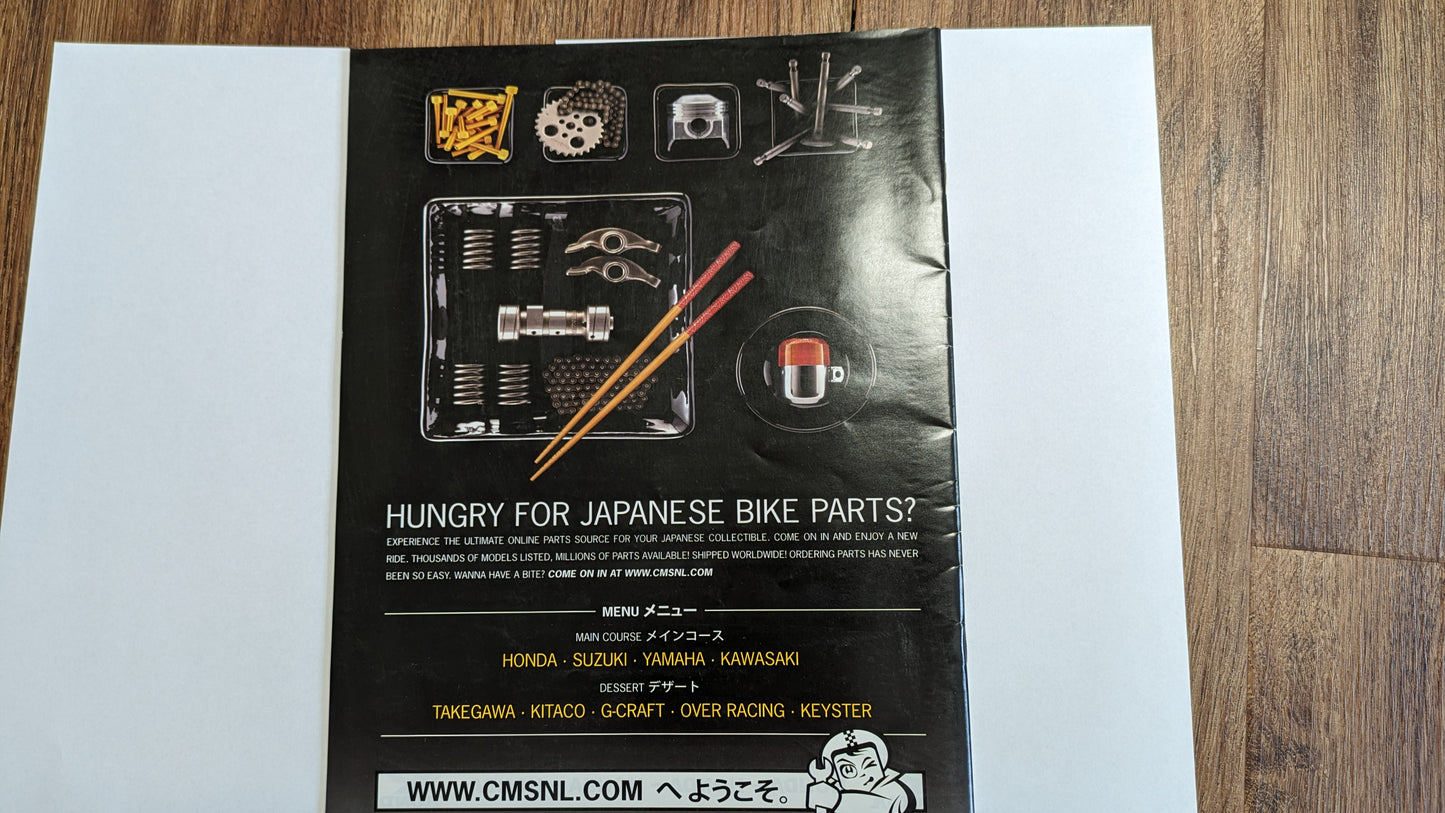 HUNGRY FOR JAPANESE BIKE PARTS?
EXPERIENCE THE ULTIMATE ONLINE PARTS SOURCE FOR YOUR JAPANESE COLLECTIBLE. COME ON IN AND ENJOY A NEW
RIDE. THOUSANDS OF MODELS LISTED, MILLIONS OF PARTS AVAILABLE! SHIPPED WORLDWIDE! ORDERING PARTS HAS NEVER
BEEN SO EASY. WANNA HAVE A BITE? COME ON IN AT WWW.CMSNL.COM
MENU メニュー
MAIN COURSE メインコース
HONDA · SUZUKI · YAMAHA · KAWASAKI
DESSERT デザート
TAKEGAWA · KITACO · G-CRAFT · OVER RACING · KEYSTER
WWW.CMSNL.COM へようこそ。